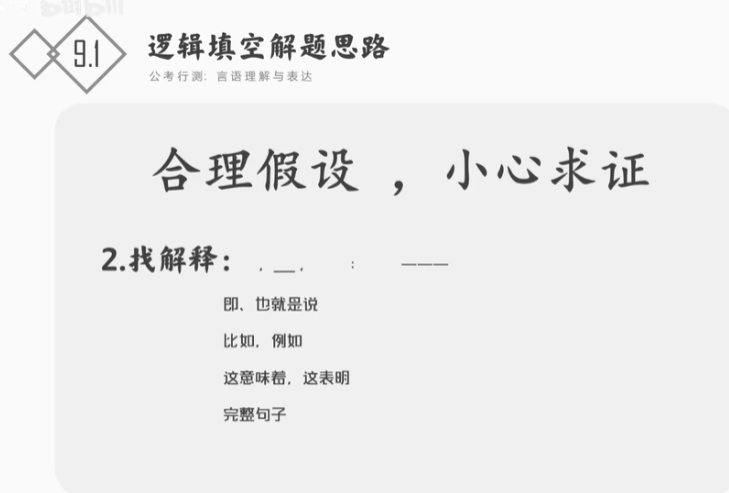 9.1
逻辑填空解题思路
公考行测: 言语理解与表达
合理假设 ，小心求证
2.找解释： ，__， ： ———
即、也就是说
比如，例如
这意味着，这表明
完整句子